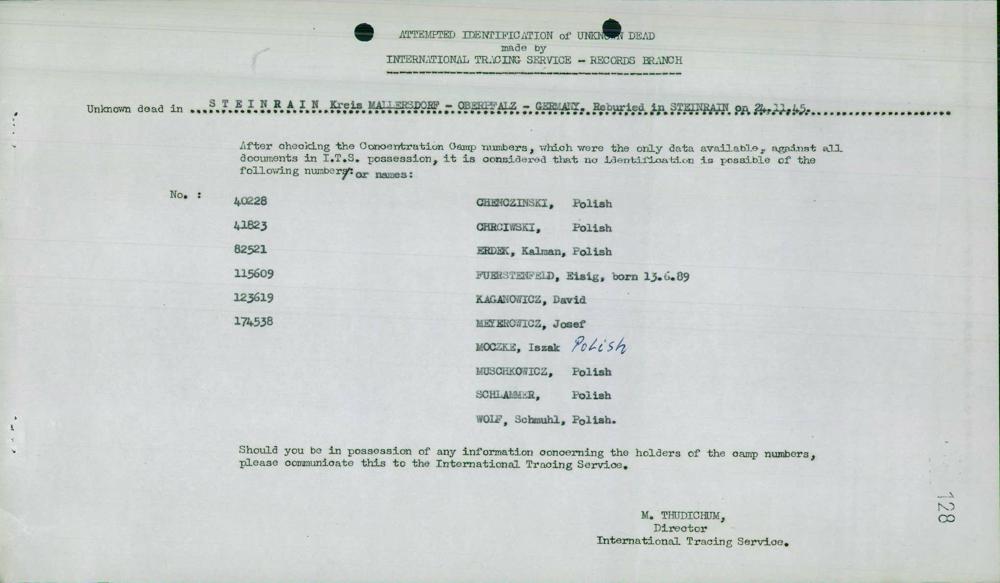 ATTEMPTED IDENTIFICATION of UNKNOWN DEAD
made by
INTERNATIONAL TRACING SERVICE - RECORDS BRANCH
Unknown dead in ...STEINRAIN Kreis MALLERSDORF - OBERPFALZ - GERMANY. Reburied in STEINRAIN on 24.11.45.
After checking the Concentration Camp numbers, which were the only data available, against all
documents in I.T.S. possession, it is considered that no identification is possible of the
following numbers: or names:
No. : 40228 CHENCZINSKI, Polish
41823 CHRCIWSKI, Polish
82521 ERDEK, Kalman, Polish
115609 FUERSTENFELD, Eisig, born 13.6.89
123619 KAGANOWICZ, David
174538 MEYEROWICZ, Josef
MOCZKE, Iszak Polish
MUSCHKOWICZ, Polish
SCHLAMMER, Polish
WOLF, Schmuhl, Polish.
Should you be in possession of any information concerning the holders of the camp numbers,
please communicate this to the International Tracing Service.
128
M. THUDICHUM,
Director
International Tracing Service.